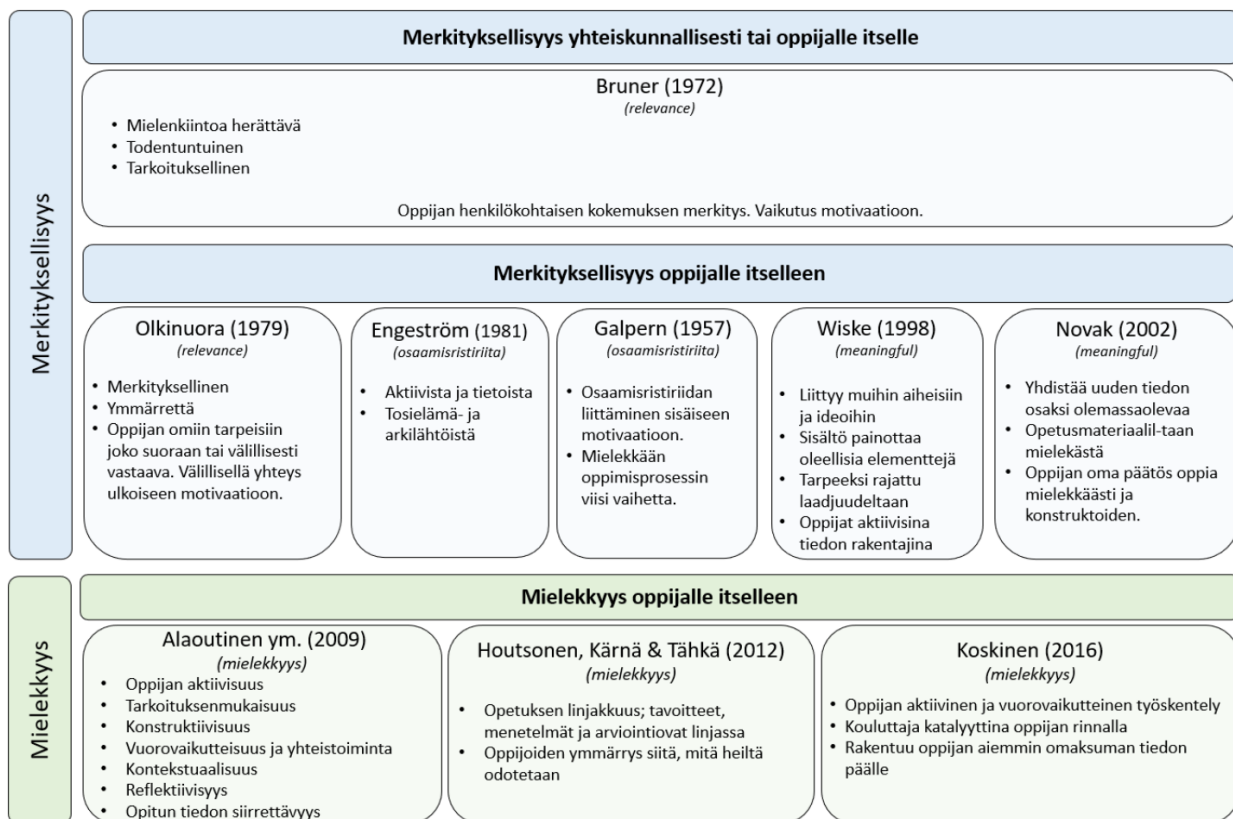 Merkityksellisyys
Merkityksellisyys yhteiskunnallisesti tai oppijalle itselle
Bruner (1972)
(relevance)
• Mielenkiintoa herättävä
• Todentuntuinen
• Tarkoituksellinen
Oppijan henkilökohtaisen kokemuksen merkitys. Vaikutus motivaatioon.
Merkityksellisyys oppijalle itselleen
Olkinuora (1979)
(relevance)
• Merkityksellinen
• Ymmärrettä
• Oppijan omiin tarpeisiin
joko suoraan tai välillisesti
vastaava. Välillisellä yhteys
ulkoiseen motivaatioon.
Engeström (1981)
(osaamisristiriita)
• Aktiivista ja tietoista
• Tosielämä- ja
arkilähtöistä
Galpern (1957)
(osaamisristiriita)
• Osaamisristiriidan
liittäminen sisäiseen
motivaatioon.
• Mielekkään
oppimisprosessin
viisi vaihetta.
Wiske (1998)
(meaningful)
• Liittyy muihin aiheisiin
ja ideoihin
• Sisältö painottaa
oleellisia elementtejä
• Tarpeeksi rajattu
laadjuudeltaan
• Oppijat aktiivisina
tiedon rakentajina
Novak (2002)
(meaningful)
• Yhdistää uuden tiedon
osaksi olemassaolevaa
• Opetusmateriaalil-taan
mielekästä
• Oppijan oma päätös oppia
mielekkäästi ja
konstruktoiden.
Mielekkyys
Mielekkyys oppijalle itselleen
Alaoutinen ym. (2009)
(mielekkyys)
• Oppijan aktiivisuus
• Tarkoituksenmukaisuus
• Konstruktiivisuus
• Vuorovaikutteisuus ja yhteistoiminta
• Kontekstuaalisuus
• Reflektiivisyys
• Opitun tiedon siirrettävyys
Houtsonen, Kärnä & Tähkä (2012)
(mielekkyys)
• Opetuksen linjakkuus; tavoitteet,
menetelmät ja arviointiovat linjassa
• Oppijoiden ymmärrys siitä, mitä heiltä
odotetaan
Koskinen (2016)
(mielekkyys)
• Oppijan aktiivinen ja vuorovaikutteinen työskentely
• Kouluttaja katalyyttina oppijan rinnalla
• Rakentuu oppijan aiemmin omaksuman tiedon
päälle